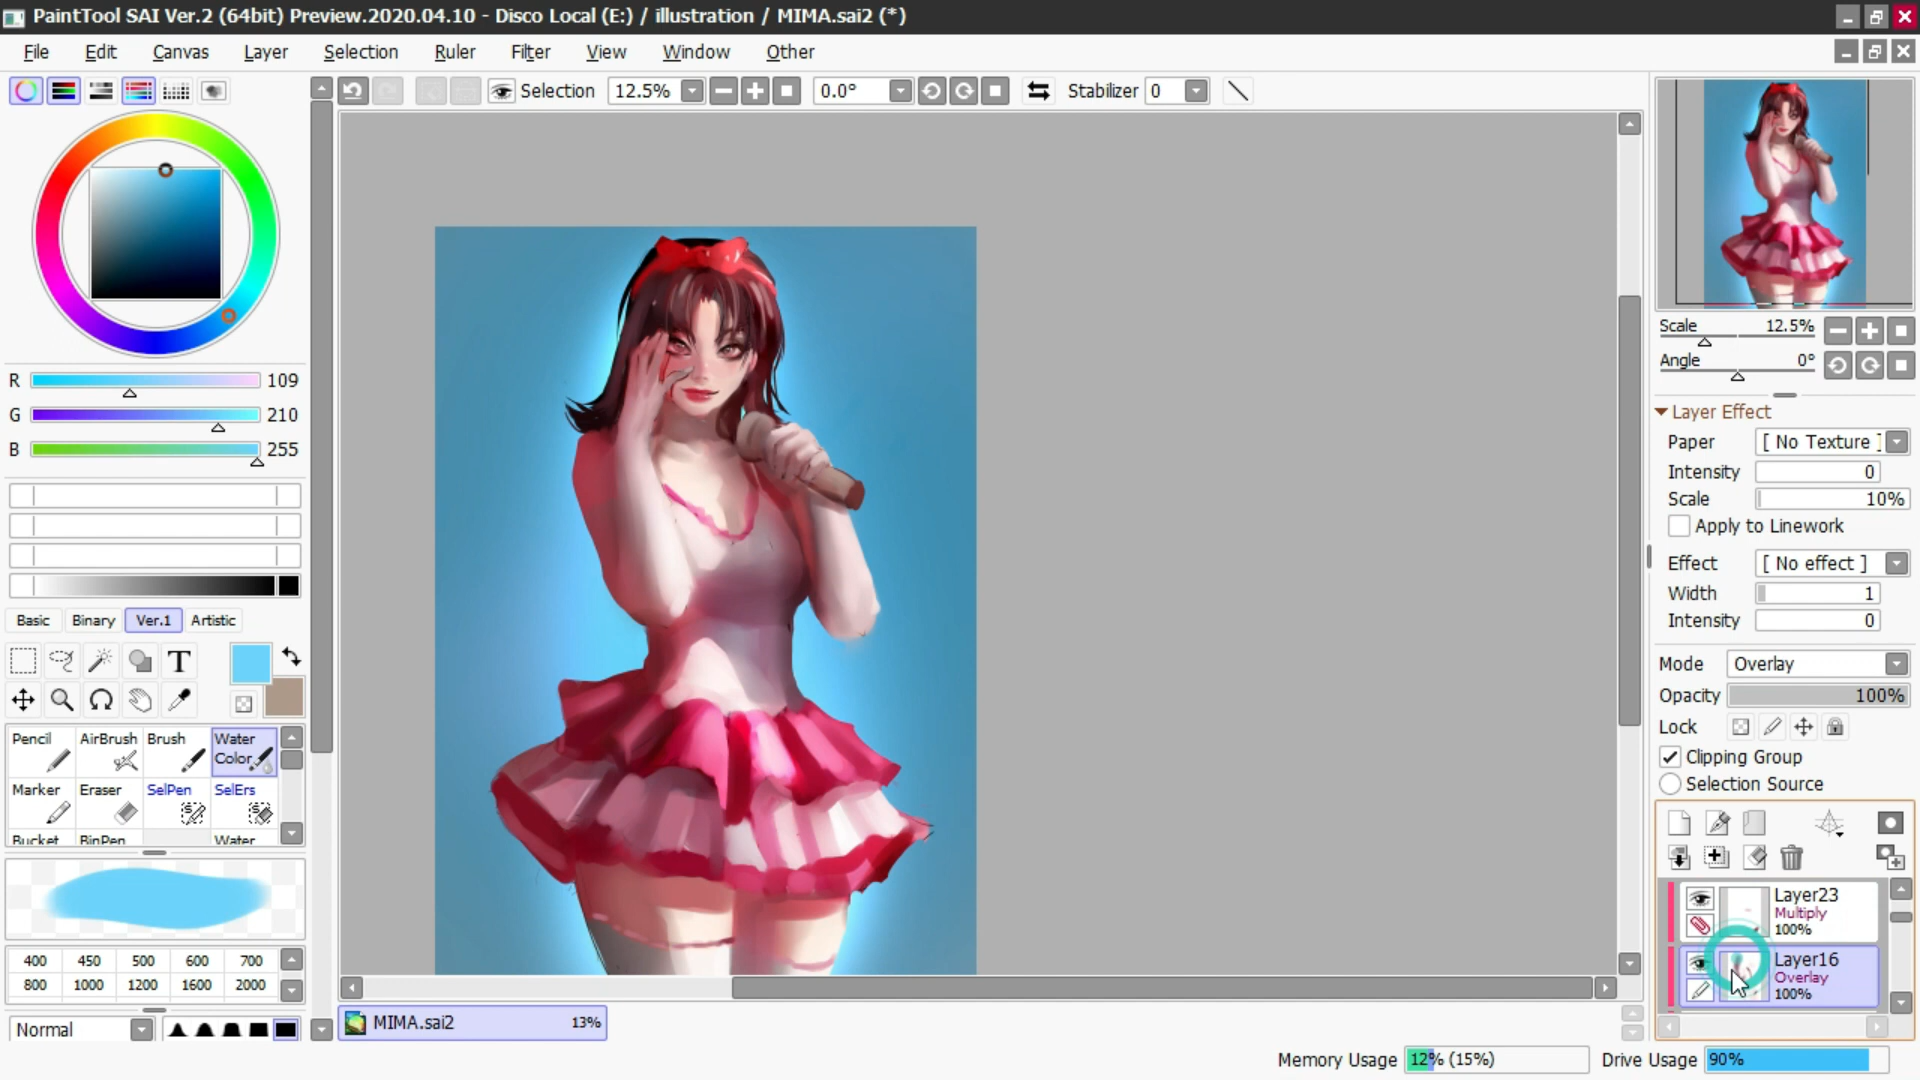 PaintTool SAI Ver.2 (64bit) Preview.2020.04.10 - Disco Local (E:) / illustration / MIMA.sai2 (*)
File Edit Canvas Layer Selection Ruler Filter View Window Other
Selection 12.5% 0.0° Stabilizer 0
R 109
G 210
B 255
Basic Binary Ver.1 Artistic
T
Pencil AirBrush Brush Water Color
Marker Eraser SelPen SelErs
Bucket BinPen Water
400 450 500 600 700
800 1000 1200 1600 2000
Normal
MIMA.sai2 13%
Scale 12.5%
Angle 0°
Layer Effect
Paper [ No Texture ]
Intensity 0
Scale 10%
Apply to Linework
Effect [ No effect ]
Width 1
Intensity 0
Mode Overlay
Opacity 100%
Lock
Clipping Group
Selection Source
Layer23
Multiply
100%
Layer16
Overlay
100%
Memory Usage 12% (15%) Drive Usage 90%